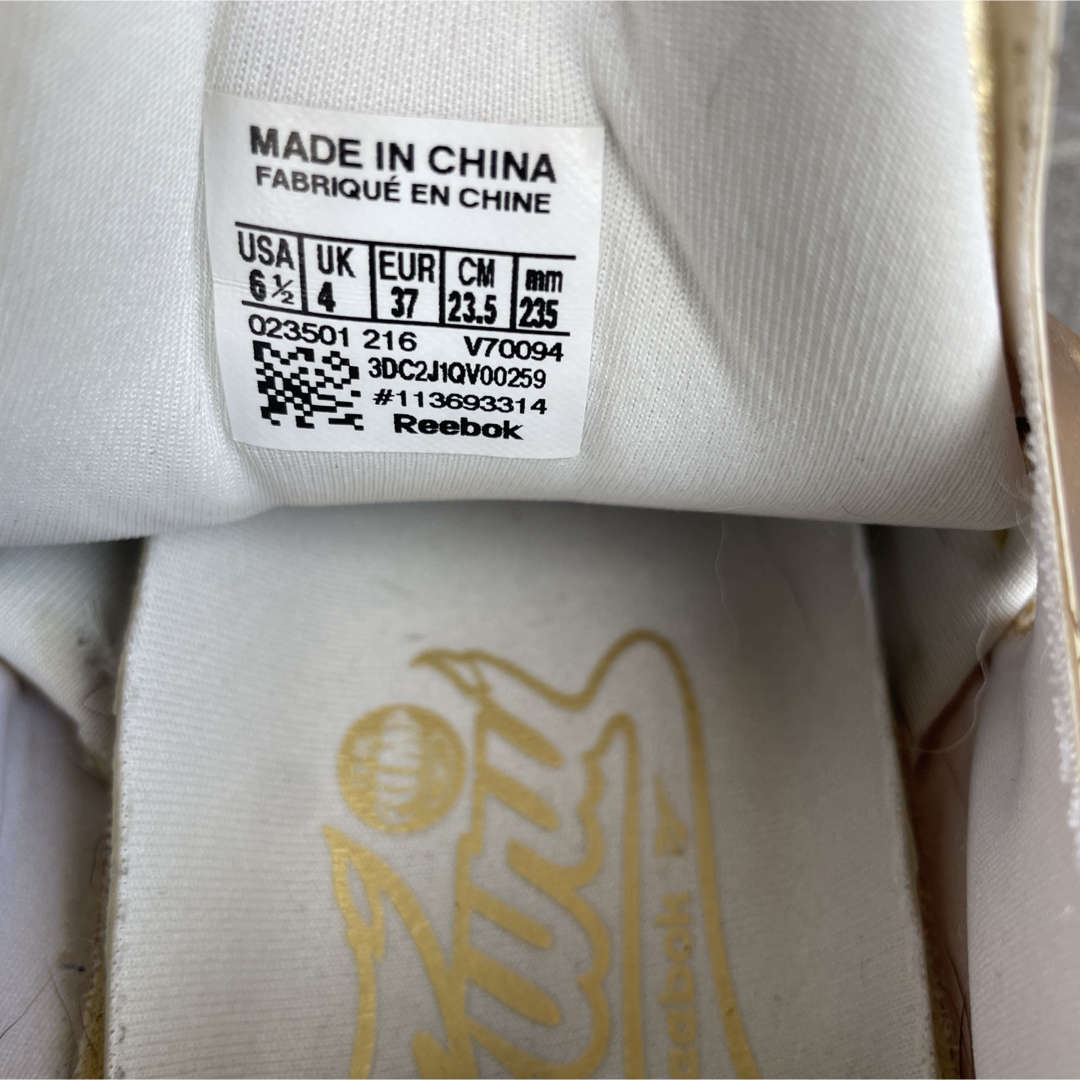 MADE IN CHINA
FABRIQUÉ EN CHINE
USA UK EUR CM mm
6½ 4 37 23.5 235
023501 216 V70094
3DC2J1QV00259
#113693314
Reebok